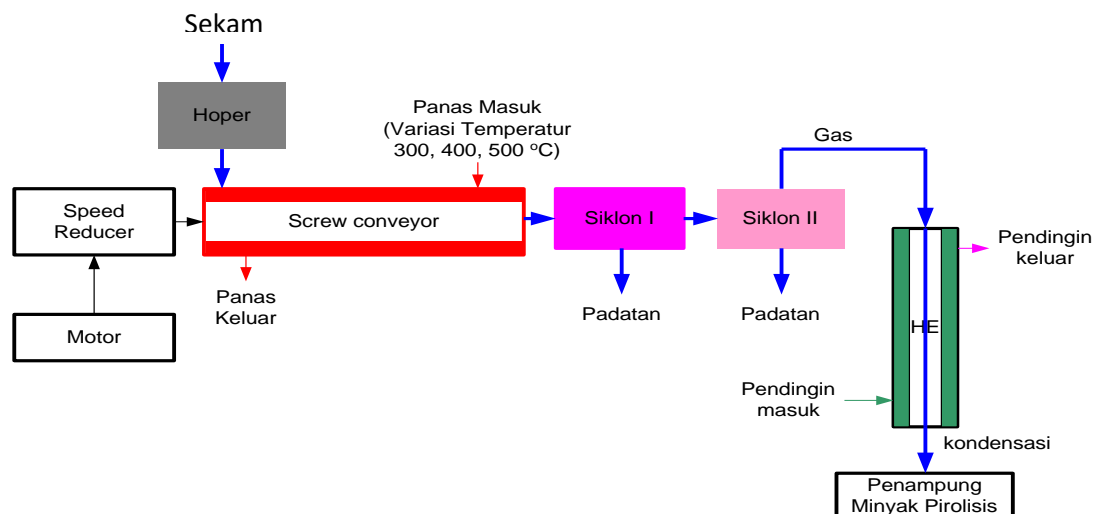 Sekam
Hoper
Panas Masuk
(Variasi Temperatur
300, 400, 500 °C)
Gas
Speed
Reducer
Screw conveyor
Siklon I
Siklon II
Pendingin
keluar
Panas
Keluar
Padatan
Padatan
Motor
HE
Pendingin
masuk
kondensasi
Penampung
Minyak Pirolisis